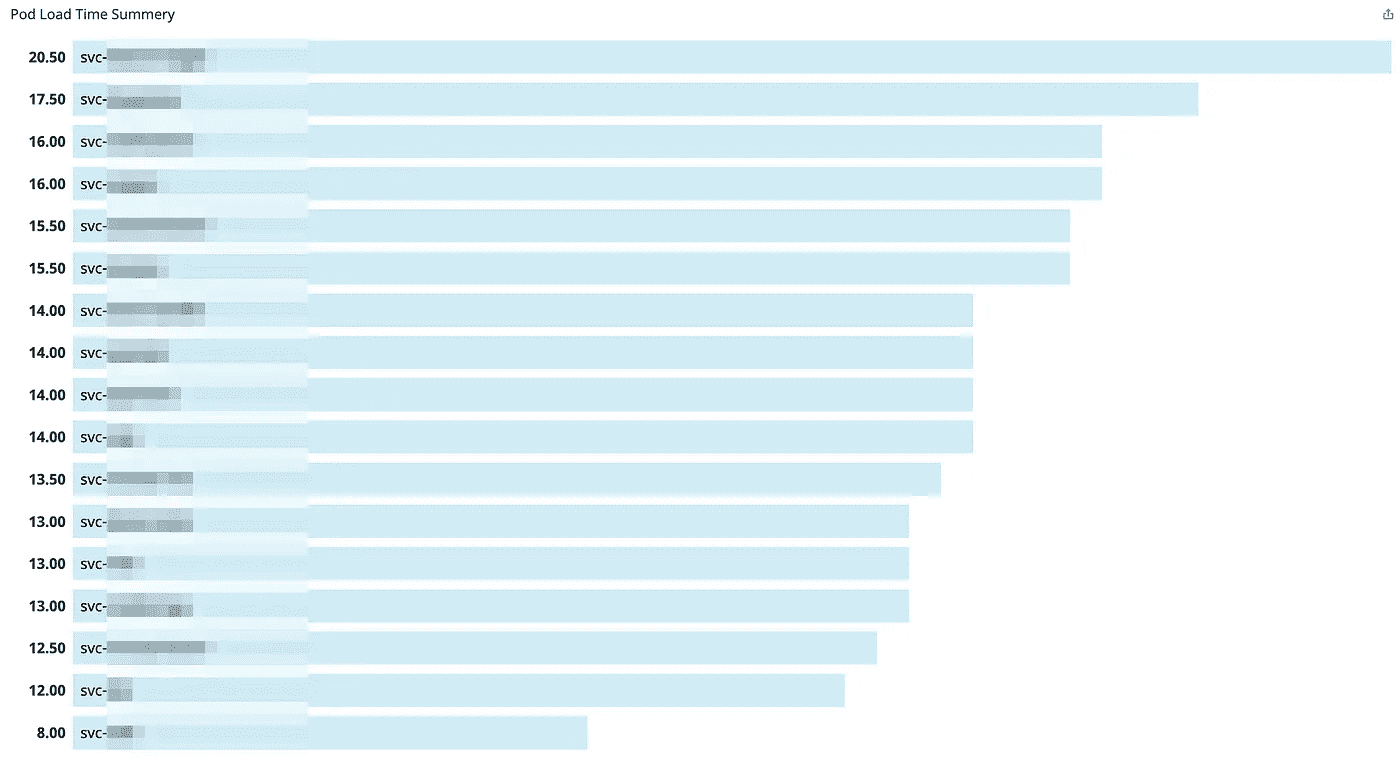 Pod Load Time Summery
20.50 svc-
17.50 svc-
16.00 svc-
16.00 svc-
15.50 svc-
15.50 svc-
14.00 svc-
14.00 svc-
14.00 svc-
14.00 svc-
13.50 svc-
13.00 svc-
13.00 svc-
13.00 svc-
12.50 svc-
12.00 svc-
8.00 svc-